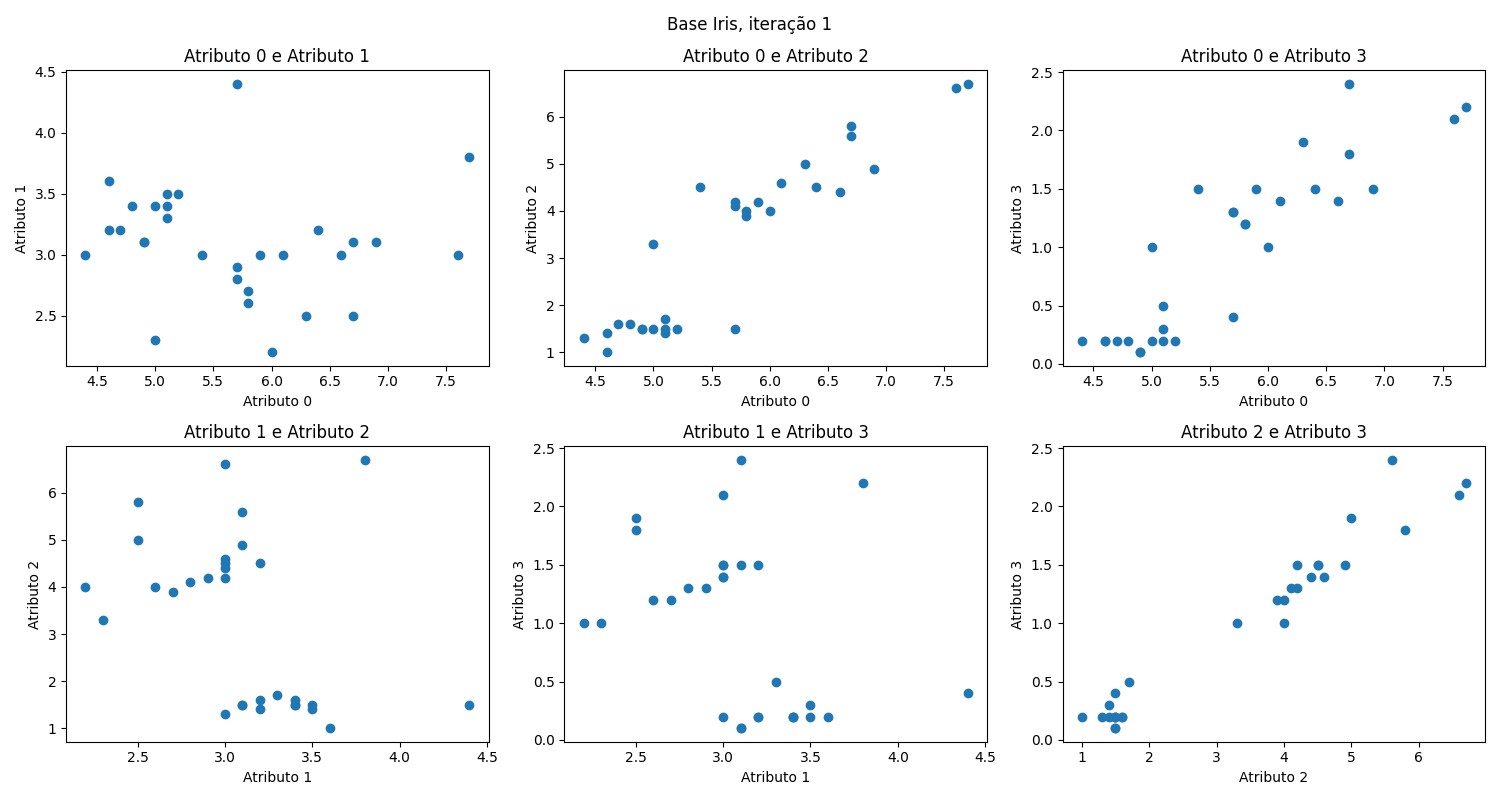 Base Iris, iteração 1
Atributo 0 e Atributo 1
4.5
4.0
3.5
3.0
2.5
Atributo 1
4.5 5.0 5.5 6.0 6.5 7.0 7.5
Atributo 0
Atributo 0 e Atributo 2
6
5
4
3
2
1
Atributo 2
4.5 5.0 5.5 6.0 6.5 7.0 7.5
Atributo 0
Atributo 0 e Atributo 3
2.5
2.0
1.5
1.0
0.5
0.0
Atributo 3
4.5 5.0 5.5 6.0 6.5 7.0 7.5
Atributo 0
Atributo 1 e Atributo 2
6
5
4
3
2
1
Atributo 2
2.5 3.0 3.5 4.0 4.5
Atributo 1
Atributo 1 e Atributo 3
2.5
2.0
1.5
1.0
0.5
0.0
Atributo 3
2.5 3.0 3.5 4.0 4.5
Atributo 1
Atributo 2 e Atributo 3
2.5
2.0
1.5
1.0
0.5
0.0
Atributo 3
1 2 3 4 5 6
Atributo 2